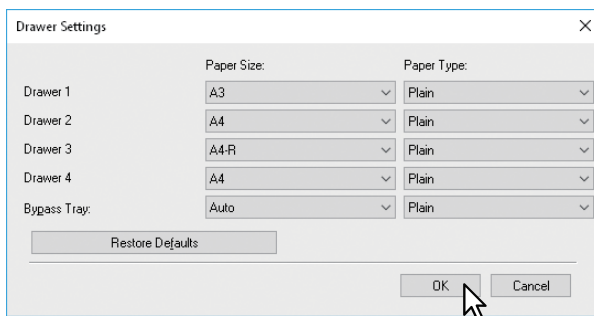 Drawer Settings
Paper Size: Paper Type:
Drawer 1 A3 Plain
Drawer 2 A4 Plain
Drawer 3 A4-R Plain
Drawer 4 A4 Plain
Bypass Tray: Auto Plain
Restore Defaults
OK Cancel